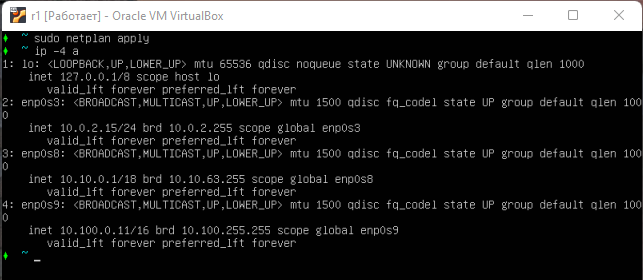 r1 [Работает] - Oracle VM VirtualBox
~ sudo netplan apply
~ ip -4 a
1: lo: <LOOPBACK,UP,LOWER_UP> mtu 65536 qdisc noqueue state UNKNOWN group default qlen 1000
inet 127.0.0.1/8 scope host lo
valid_lft forever preferred_lft forever
2: enp0s3: <BROADCAST,MULTICAST,UP,LOWER_UP> mtu 1500 qdisc fq_codel state UP group default qlen 100
0
inet 10.0.2.15/24 brd 10.0.2.255 scope global enp0s3
valid_lft forever preferred_lft forever
3: enp0s8: <BROADCAST,MULTICAST,UP,LOWER_UP> mtu 1500 qdisc fq_codel state UP group default qlen 100
0
inet 10.10.0.1/18 brd 10.10.63.255 scope global enp0s8
valid_lft forever preferred_lft forever
4: enp0s9: <BROADCAST,MULTICAST,UP,LOWER_UP> mtu 1500 qdisc fq_codel state UP group default qlen 100
0
inet 10.100.0.11/16 brd 10.100.255.255 scope global enp0s9
valid_lft forever preferred_lft forever
~ _